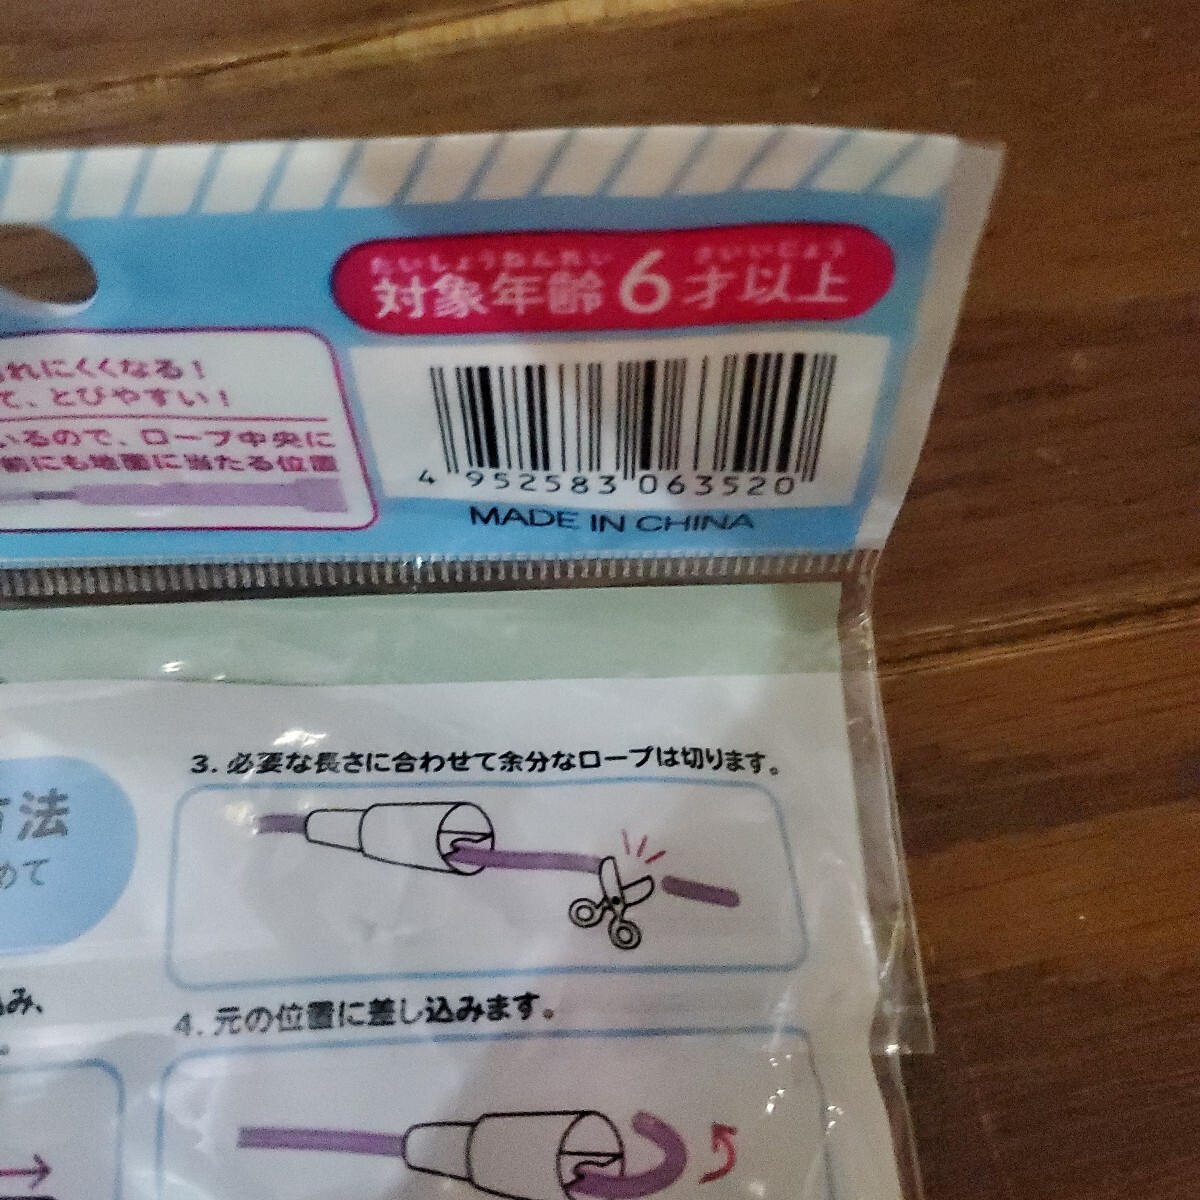 たいしょうねんれい さいいじょう
対象年齢6才以上
れにくくなる！
て、とびやすい！
いるので、ロープ中央に
前にも地面に当たる位置
4 952583 063520
MADE IN CHINA
3. 必要な長さに合わせて余分なロープは切ります。
方法
めて
み、
4. 元の位置に差し込みます。